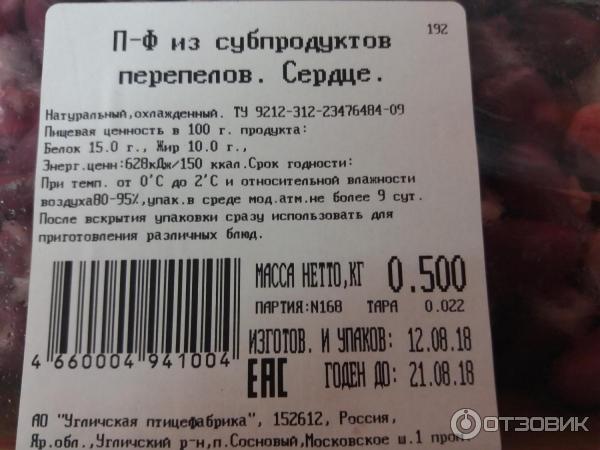 192
П-Ф из субпродуктов
перепелов. Сердце.
Натуральный,охлажденный. ТУ 9212-312-23476484-09
Пищевая ценность в 100 г. продукта:
Белок 15.0 г., Жир 10.0 г.,
Энерг.ценн:628кДж/150 ккал.Срок годности:
При темп. от 0'С до 2'С и относительной влажности
воздуха80-95%,упак.в среде мод.атм.не более 9 сут.
После вскрытия упаковки сразу использовать для
приготовления различных блюд.
МАССА НЕТТО,КГ 0.500
ПАРТИЯ:N168 ТАРА 0.022
ИЗГОТОВ. И УПАКОВ: 12.08.18
ГОДЕН ДО: 21.08.18
4 660004 941004
ЕАС
АО "Угличская птицефабрика", 152612, Россия,
Яр.обл.,Угличский р-н,п.Сосновый,Московское ш.1 пром
ОТЗОВИК